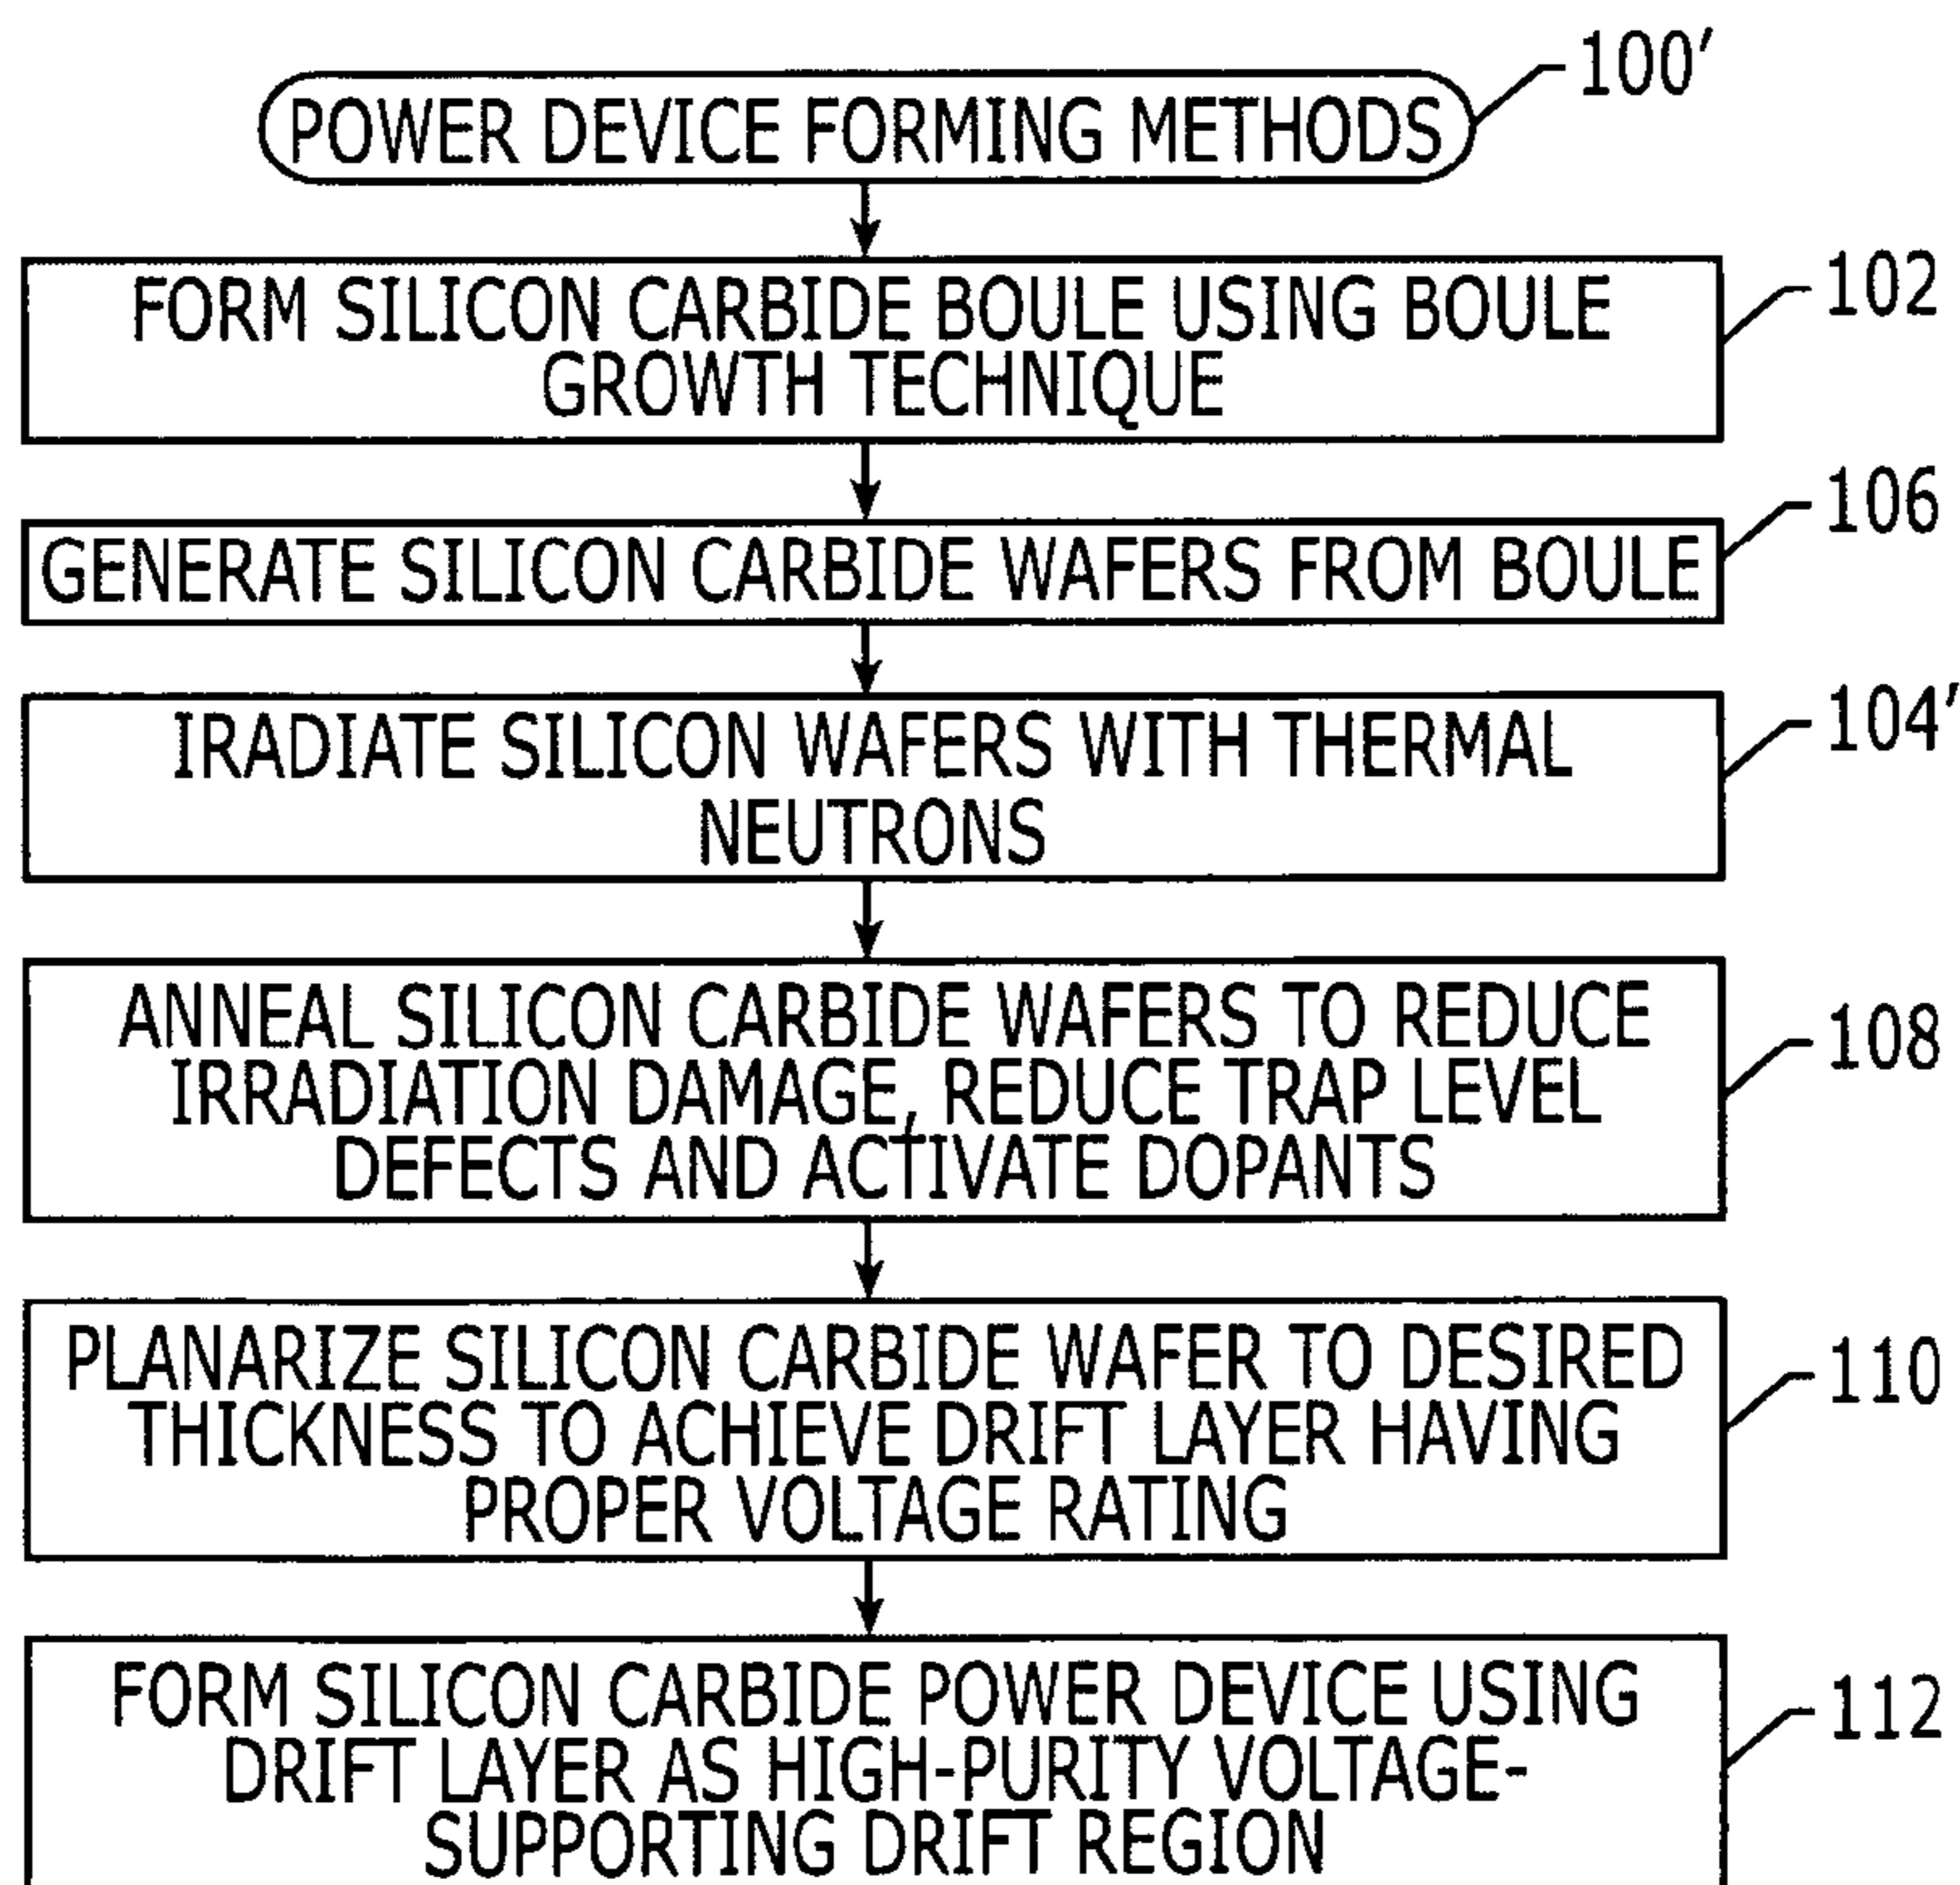 100'
POWER DEVICE FORMING METHODS
102
FORM SILICON CARBIDE BOULE USING BOULE
GROWTH TECHNIQUE
106
GENERATE SILICON CARBIDE WAFERS FROM BOULE
104'
IRADIATE SILICON WAFERS WITH THERMAL
NEUTRONS
108
ANNEAL SILICON CARBIDE WAFERS TO REDUCE
IRRADIATION DAMAGE, REDUCE TRAP LEVEL
DEFECTS AND ACTIVATE DOPANTS
110
PLANARIZE SILICON CARBIDE WAFER TO DESIRED
THICKNESS TO ACHIEVE DRIFT LAYER HAVING
PROPER VOLTAGE RATING
112
FORM SILICON CARBIDE POWER DEVICE USING
DRIFT LAYER AS HIGH-PURITY VOLTAGE-
SUPPORTING DRIFT REGION